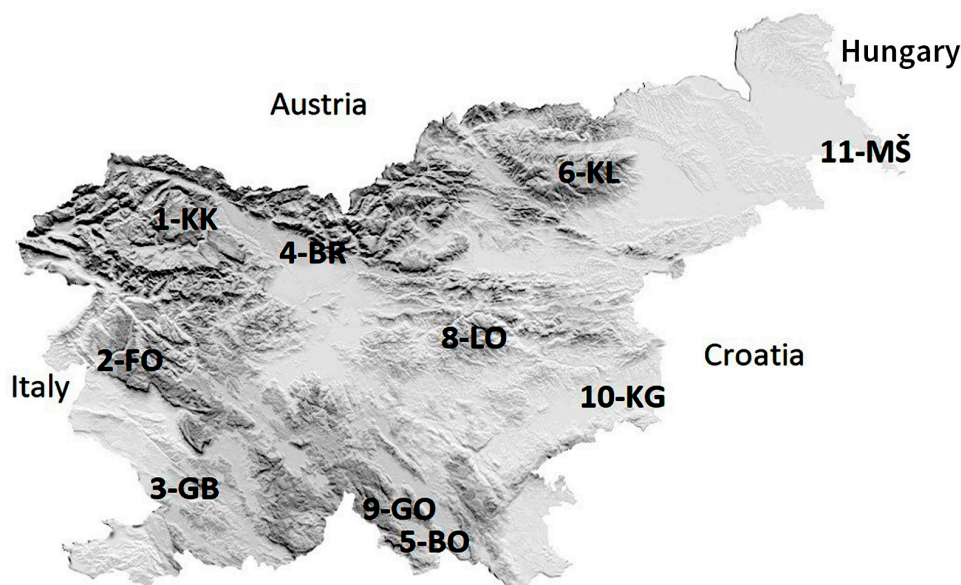 Hungary
Austria
11-MŠ
6-KL
1-KK
4-BR
8-LO
2-FO
Croatia
Italy
10-KG
3-GB
9-GO
5-BO